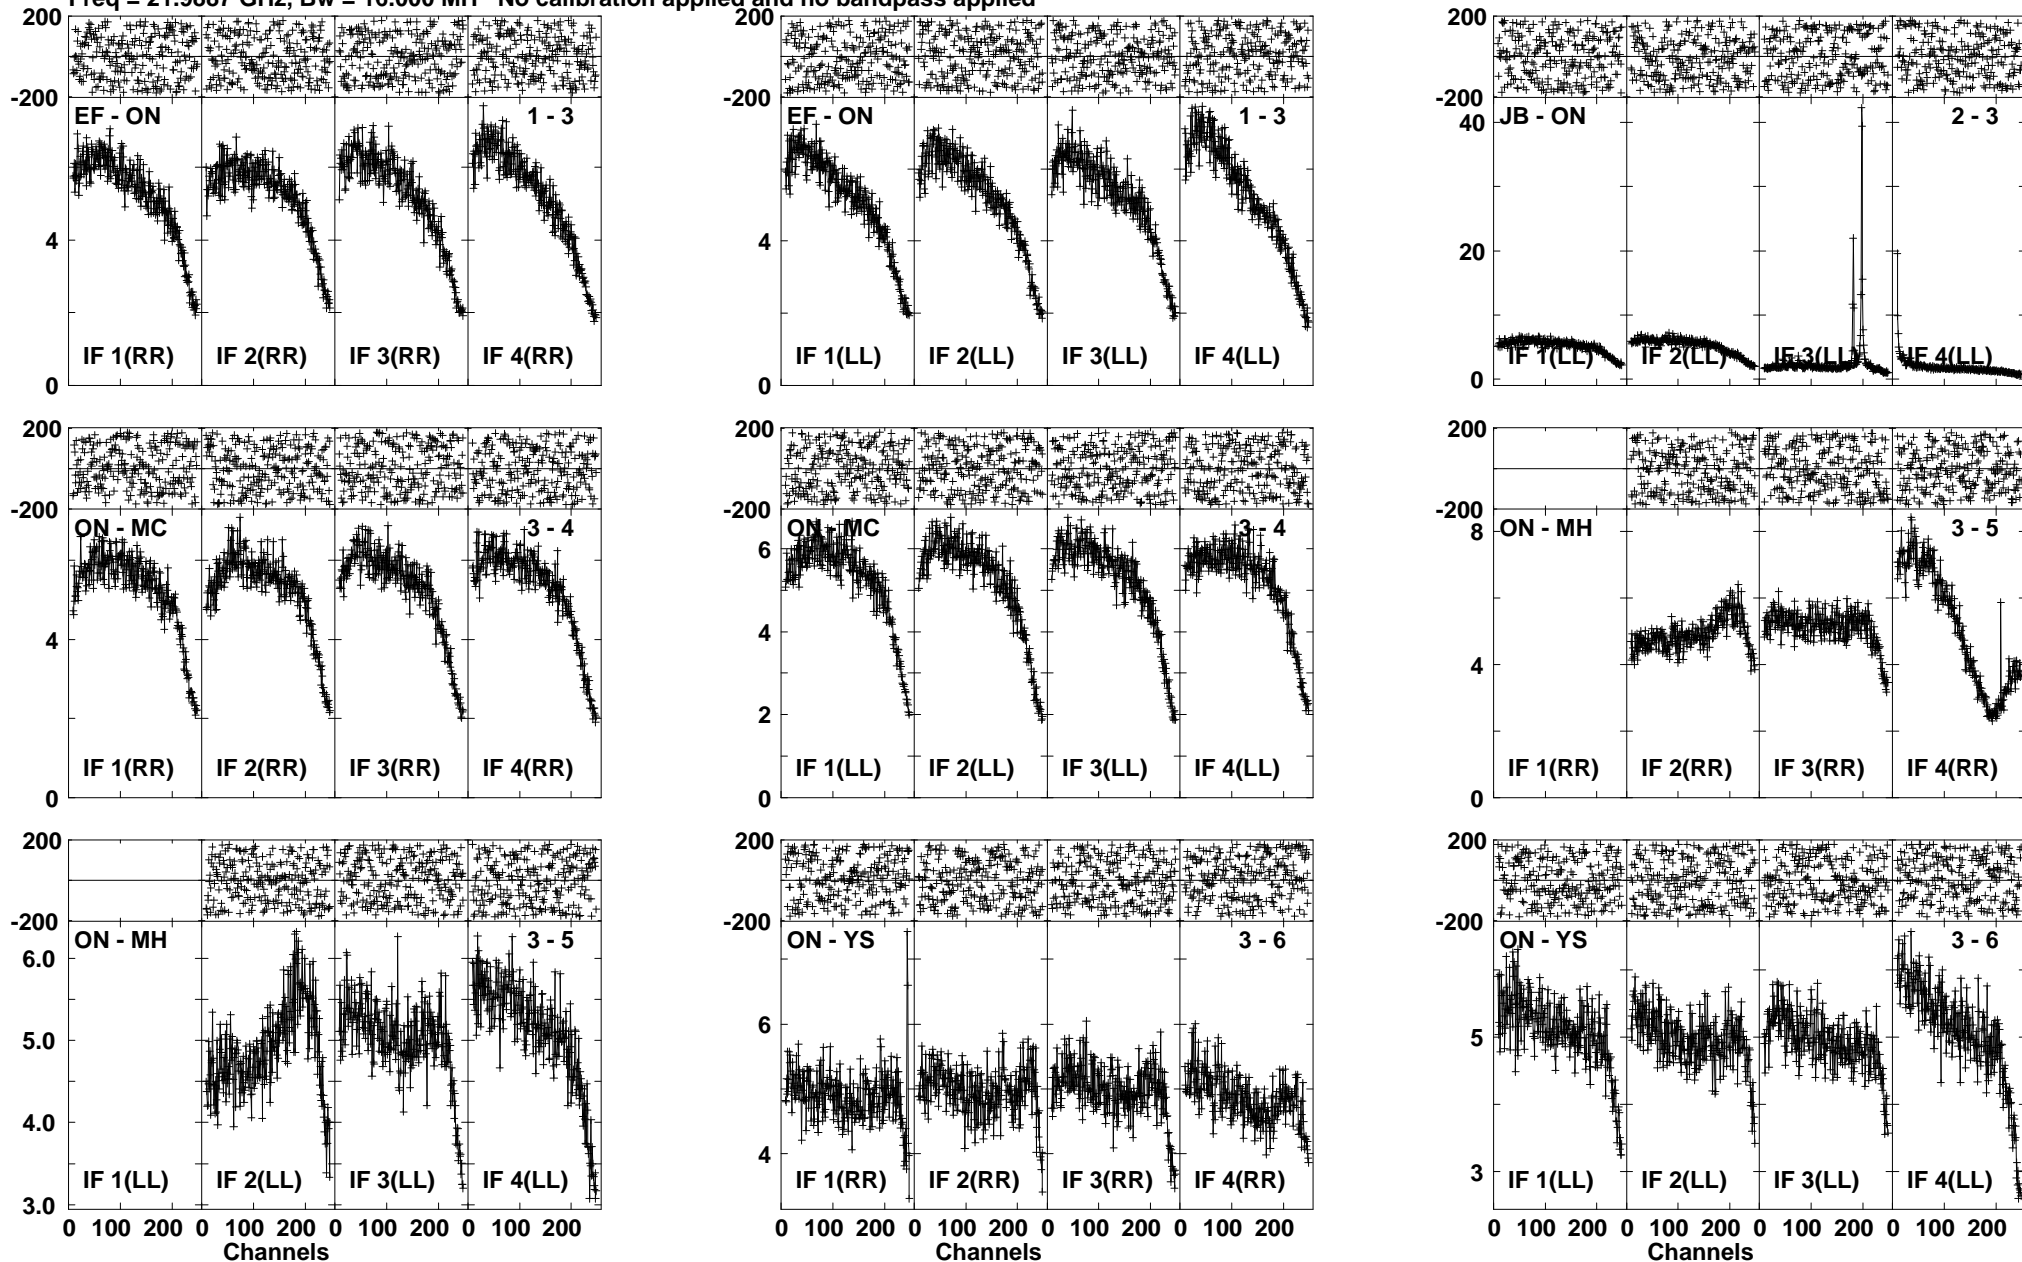 Freq = 21.9887 GHz, Bw = 16.000 MH No calibration applied and no bandpass applied
200 200 200
-200 -200 -200
EF - ON 1 - 3 EF - ON 1 - 3 JB - ON 2 - 3
40
4 4 20
IF 1(RR) IF 2(RR) IF 3(RR) IF 4(RR) IF 1(LL) IF 2(LL) IF 3(LL) IF 4(LL) IF 1(LL) IF 2(LL) IF 3(LL) IF 4(LL)
0 0 0
200 200 200
-200 -200 -200
ON - MC 3 - 4 ON - MC 3 - 4 ON - MH 3 - 5
6 8
4 4 4
2
IF 1(RR) IF 2(RR) IF 3(RR) IF 4(RR) IF 1(LL) IF 2(LL) IF 3(LL) IF 4(LL) IF 1(RR) IF 2(RR) IF 3(RR) IF 4(RR)
0 0 0
200 200 200
-200 -200 -200
ON - MH 3 - 5 ON - YS 3 - 6 ON - YS 3 - 6
6.0
5.0 6 5
4.0 4
IF 1(LL) IF 2(LL) IF 3(LL) IF 4(LL) IF 1(RR) IF 2(RR) IF 3(RR) IF 4(RR) IF 1(LL) IF 2(LL) IF 3(LL) IF 4(LL)
3.0 3
0 100 200 0 100 200 0 100 200 0 100 200 0 100 200 0 100 200 0 100 200 0 100 200 0 100 200 0 100 200 0 100 200 0 100 200
Channels Channels Channels